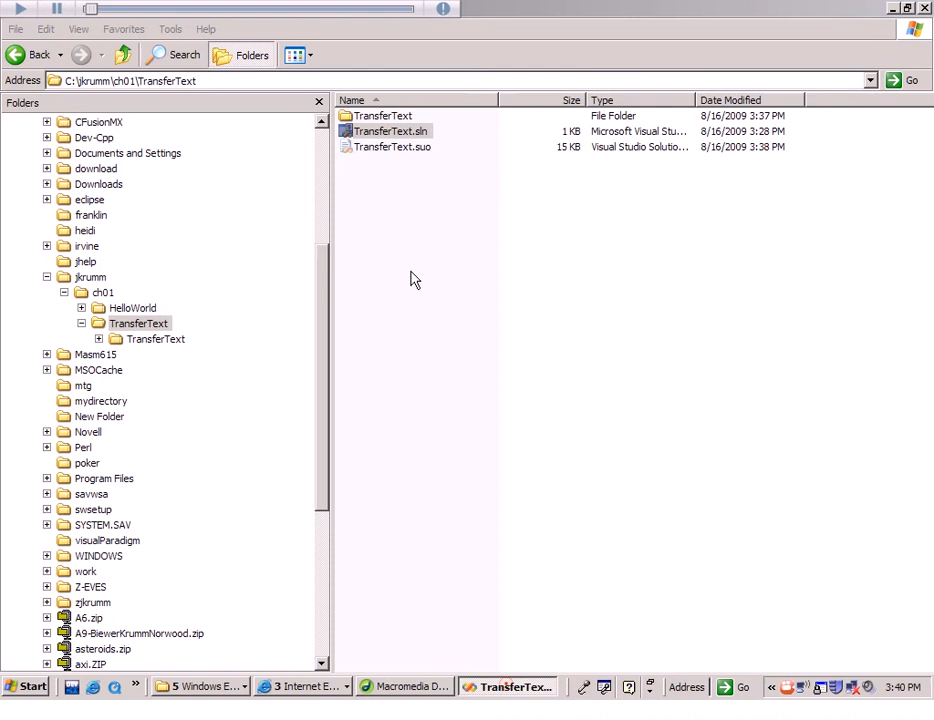 File Edit View Favorites Tools Help
Back Search Folders
Address C:\jkrumm\ch01\TransferText Go
Folders
Name Size Type Date Modified
TransferText File Folder 8/16/2009 3:37 PM
TransferText.sln 1 KB Microsoft Visual Stu... 8/16/2009 3:28 PM
TransferText.suo 15 KB Visual Studio Solutio... 8/16/2009 3:38 PM
CFusionMX
Dev-Cpp
Documents and Settings
download
Downloads
eclipse
franklin
heidi
irvine
jhelp
jkrumm
ch01
HelloWorld
TransferText
TransferText
Masm615
MSOCache
mtg
mydirectory
New Folder
Novell
Perl
poker
Program Files
savwsa
swsetup
SYSTEM.SAV
visualParadigm
WINDOWS
work
Z-EVES
zjkrumm
A6.zip
A9-BiewerKrummNorwood.zip
asteroids.zip
axi.ZIP
Start » 5 Windows E... 3 Internet E... Macromedia D... TransferTex... Address Go « 3:40 PM